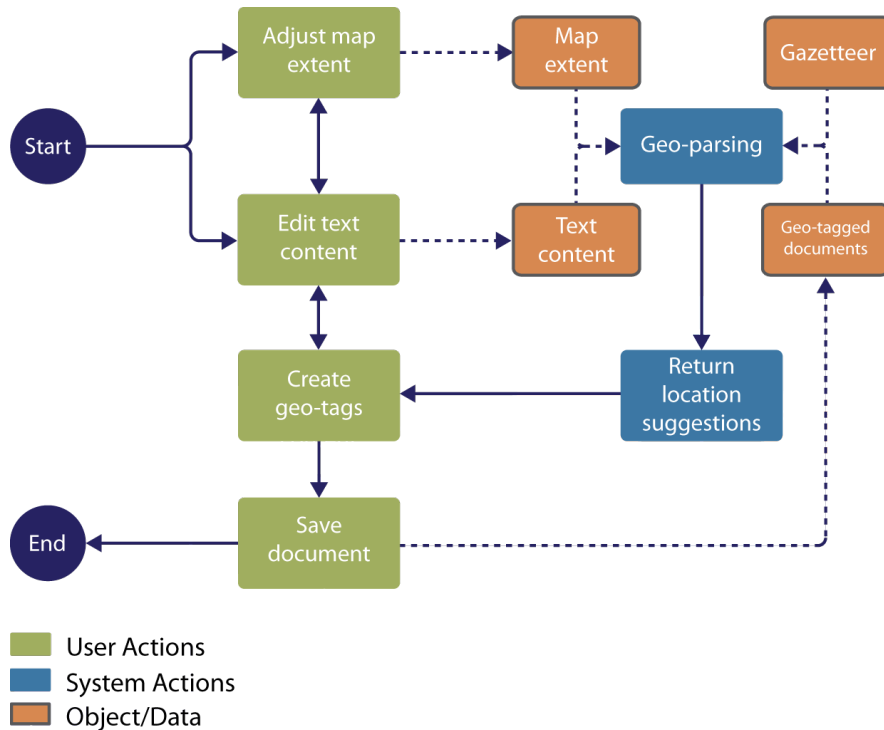 Adjust map
extent
Map
extent
Gazetteer
Start
Geo-parsing
Edit text
content
Text
content
Geo-tagged
documents
Create
geo-tags
Return
location
suggestions
End
Save
document
User Actions
System Actions
Object/Data